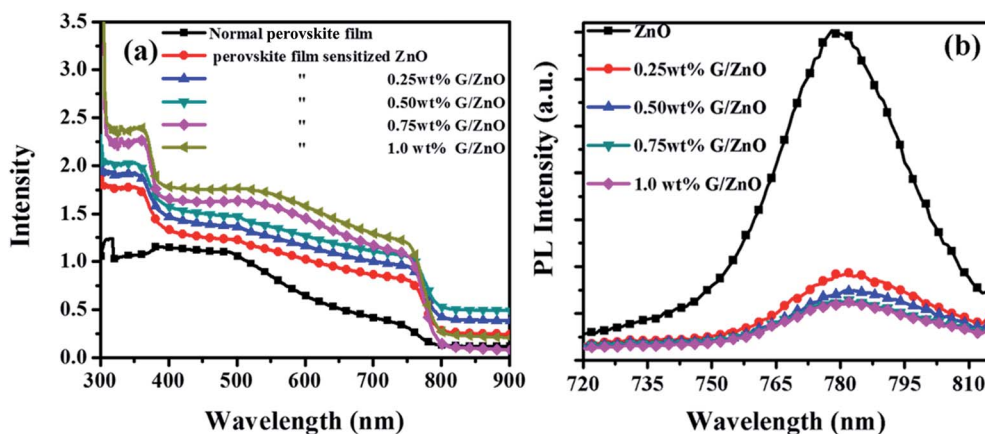 (a)
Normal perovskite film
perovskite film sensitized ZnO
" 0.25wt% G/ZnO
" 0.50wt% G/ZnO
" 0.75wt% G/ZnO
" 1.0 wt% G/ZnO
3.5
3.0
2.5
2.0
1.5
1.0
0.5
0.0
Intensity
300 400 500 600 700 800 900
Wavelength (nm)
(b)
ZnO
0.25wt% G/ZnO
0.50wt% G/ZnO
0.75wt% G/ZnO
1.0 wt% G/ZnO
PL Intensity (a.u.)
720 735 752 765 780 795 810
Wavelength (nm)